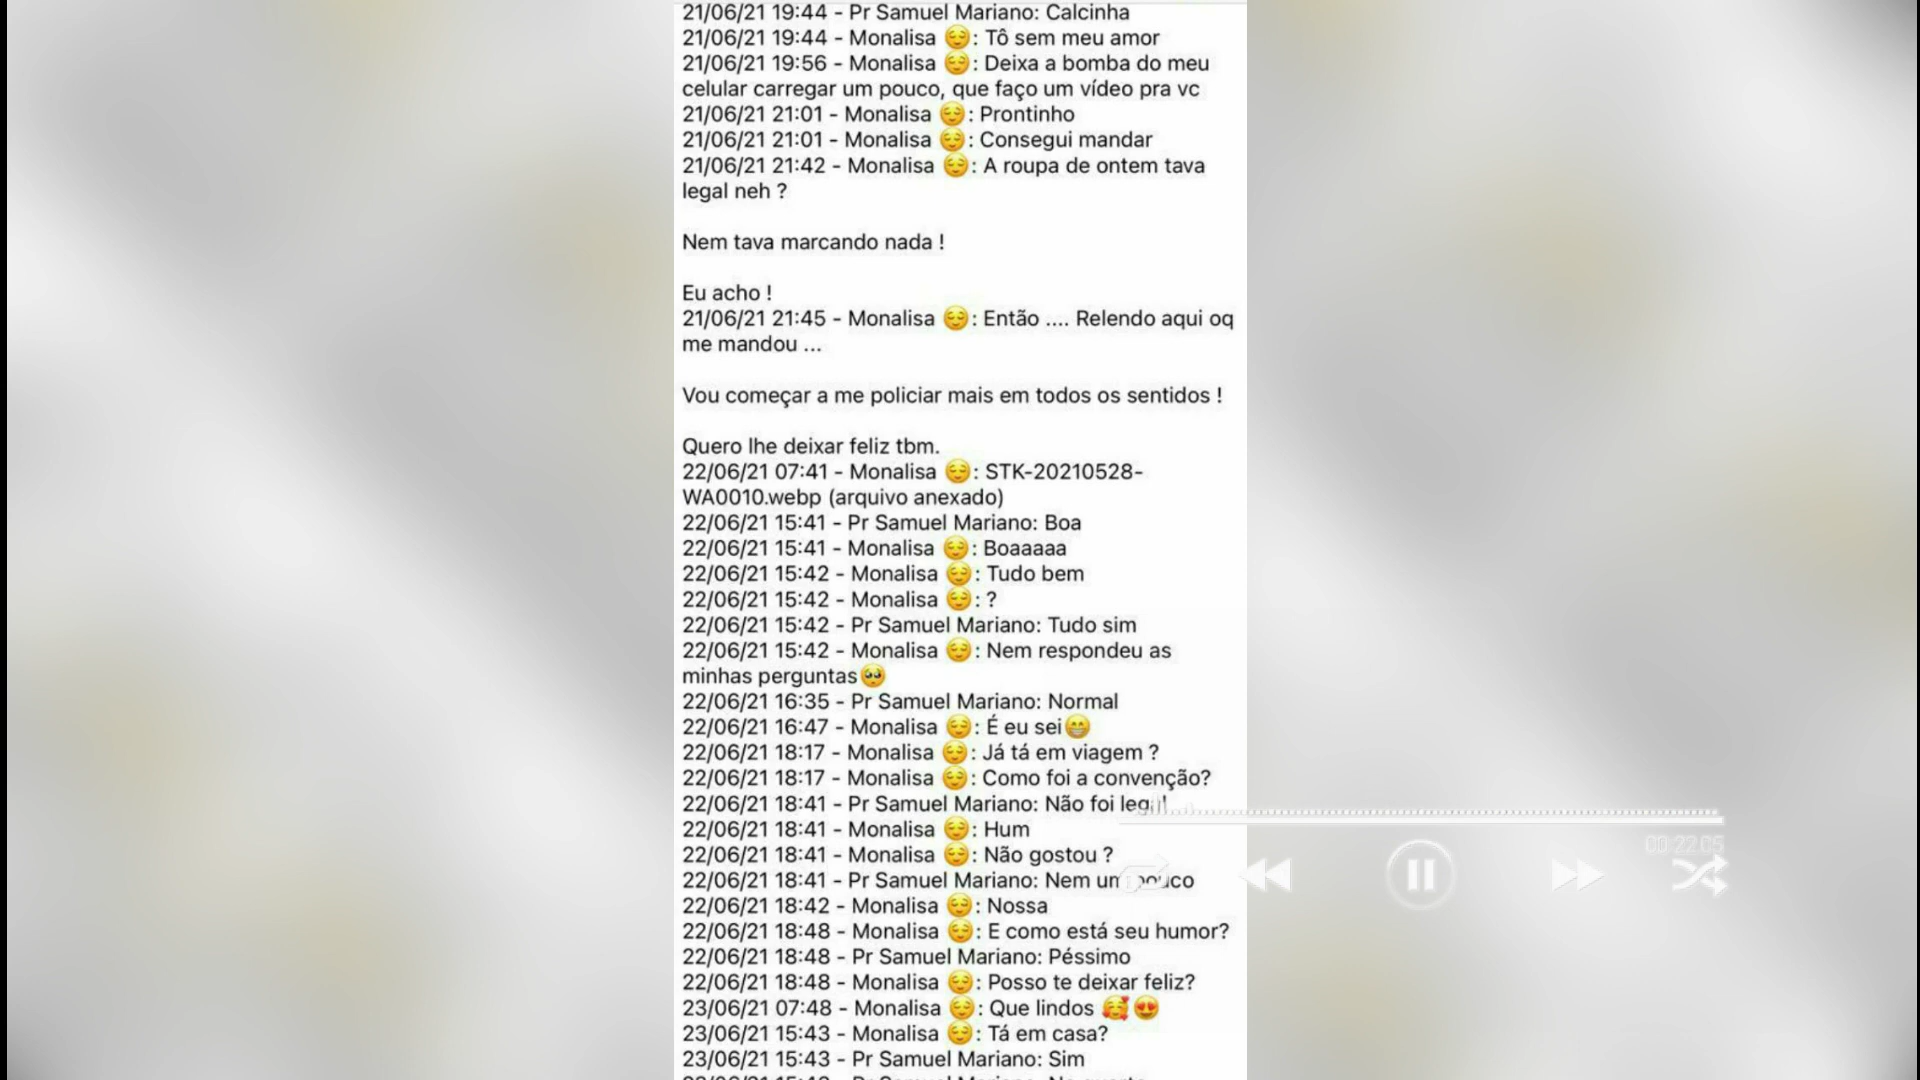 21/06/21 19:44 - Pr Samuel Mariano: Calcinha
21/06/21 19:44 - Monalisa 😌: Tô sem meu amor
21/06/21 19:56 - Monalisa 😌: Deixa a bomba do meu
celular carregar um pouco, que faço um vídeo pra vc
21/06/21 21:01 - Monalisa 😌: Prontinho
21/06/21 21:01 - Monalisa 😌: Consegui mandar
21/06/21 21:42 - Monalisa 😌: A roupa de ontem tava
legal neh ?
Nem tava marcando nada !
Eu acho !
21/06/21 21:45 - Monalisa 😌: Então .... Relendo aqui oq
me mandou ...
Vou começar a me policiar mais em todos os sentidos !
Quero lhe deixar feliz tbm.
22/06/21 07:41 - Monalisa 😌: STK-20210528-
WA0010.webp (arquivo anexado)
22/06/21 15:41 - Pr Samuel Mariano: Boa
22/06/21 15:41 - Monalisa 😌: Boaaaaa
22/06/21 15:42 - Monalisa 😌: Tudo bem
22/06/21 15:42 - Monalisa 😌: ?
22/06/21 15:42 - Pr Samuel Mariano: Tudo sim
22/06/21 15:42 - Monalisa 😌: Nem respondeu as
minhas perguntas🥺
22/06/21 16:35 - Pr Samuel Mariano: Normal
22/06/21 16:47 - Monalisa 😌: É eu sei😁
22/06/21 18:17 - Monalisa 😌: Já tá em viagem ?
22/06/21 18:17 - Monalisa 😌: Como foi a convenção?
22/06/21 18:41 - Pr Samuel Mariano: Não foi legal
22/06/21 18:41 - Monalisa 😌: Hum
22/06/21 18:41 - Monalisa 😌: Não gostou ?
00:22:05
22/06/21 18:41 - Pr Samuel Mariano: Nem um pouco
22/06/21 18:42 - Monalisa 😌: Nossa
22/06/21 18:48 - Monalisa 😌: E como está seu humor?
22/06/21 18:48 - Pr Samuel Mariano: Péssimo
22/06/21 18:48 - Monalisa 😌: Posso te deixar feliz?
23/06/21 07:48 - Monalisa 😌: Que lindos 🥰😍
23/06/21 15:43 - Monalisa 😌: Tá em casa?
23/06/21 15:43 - Pr Samuel Mariano: Sim